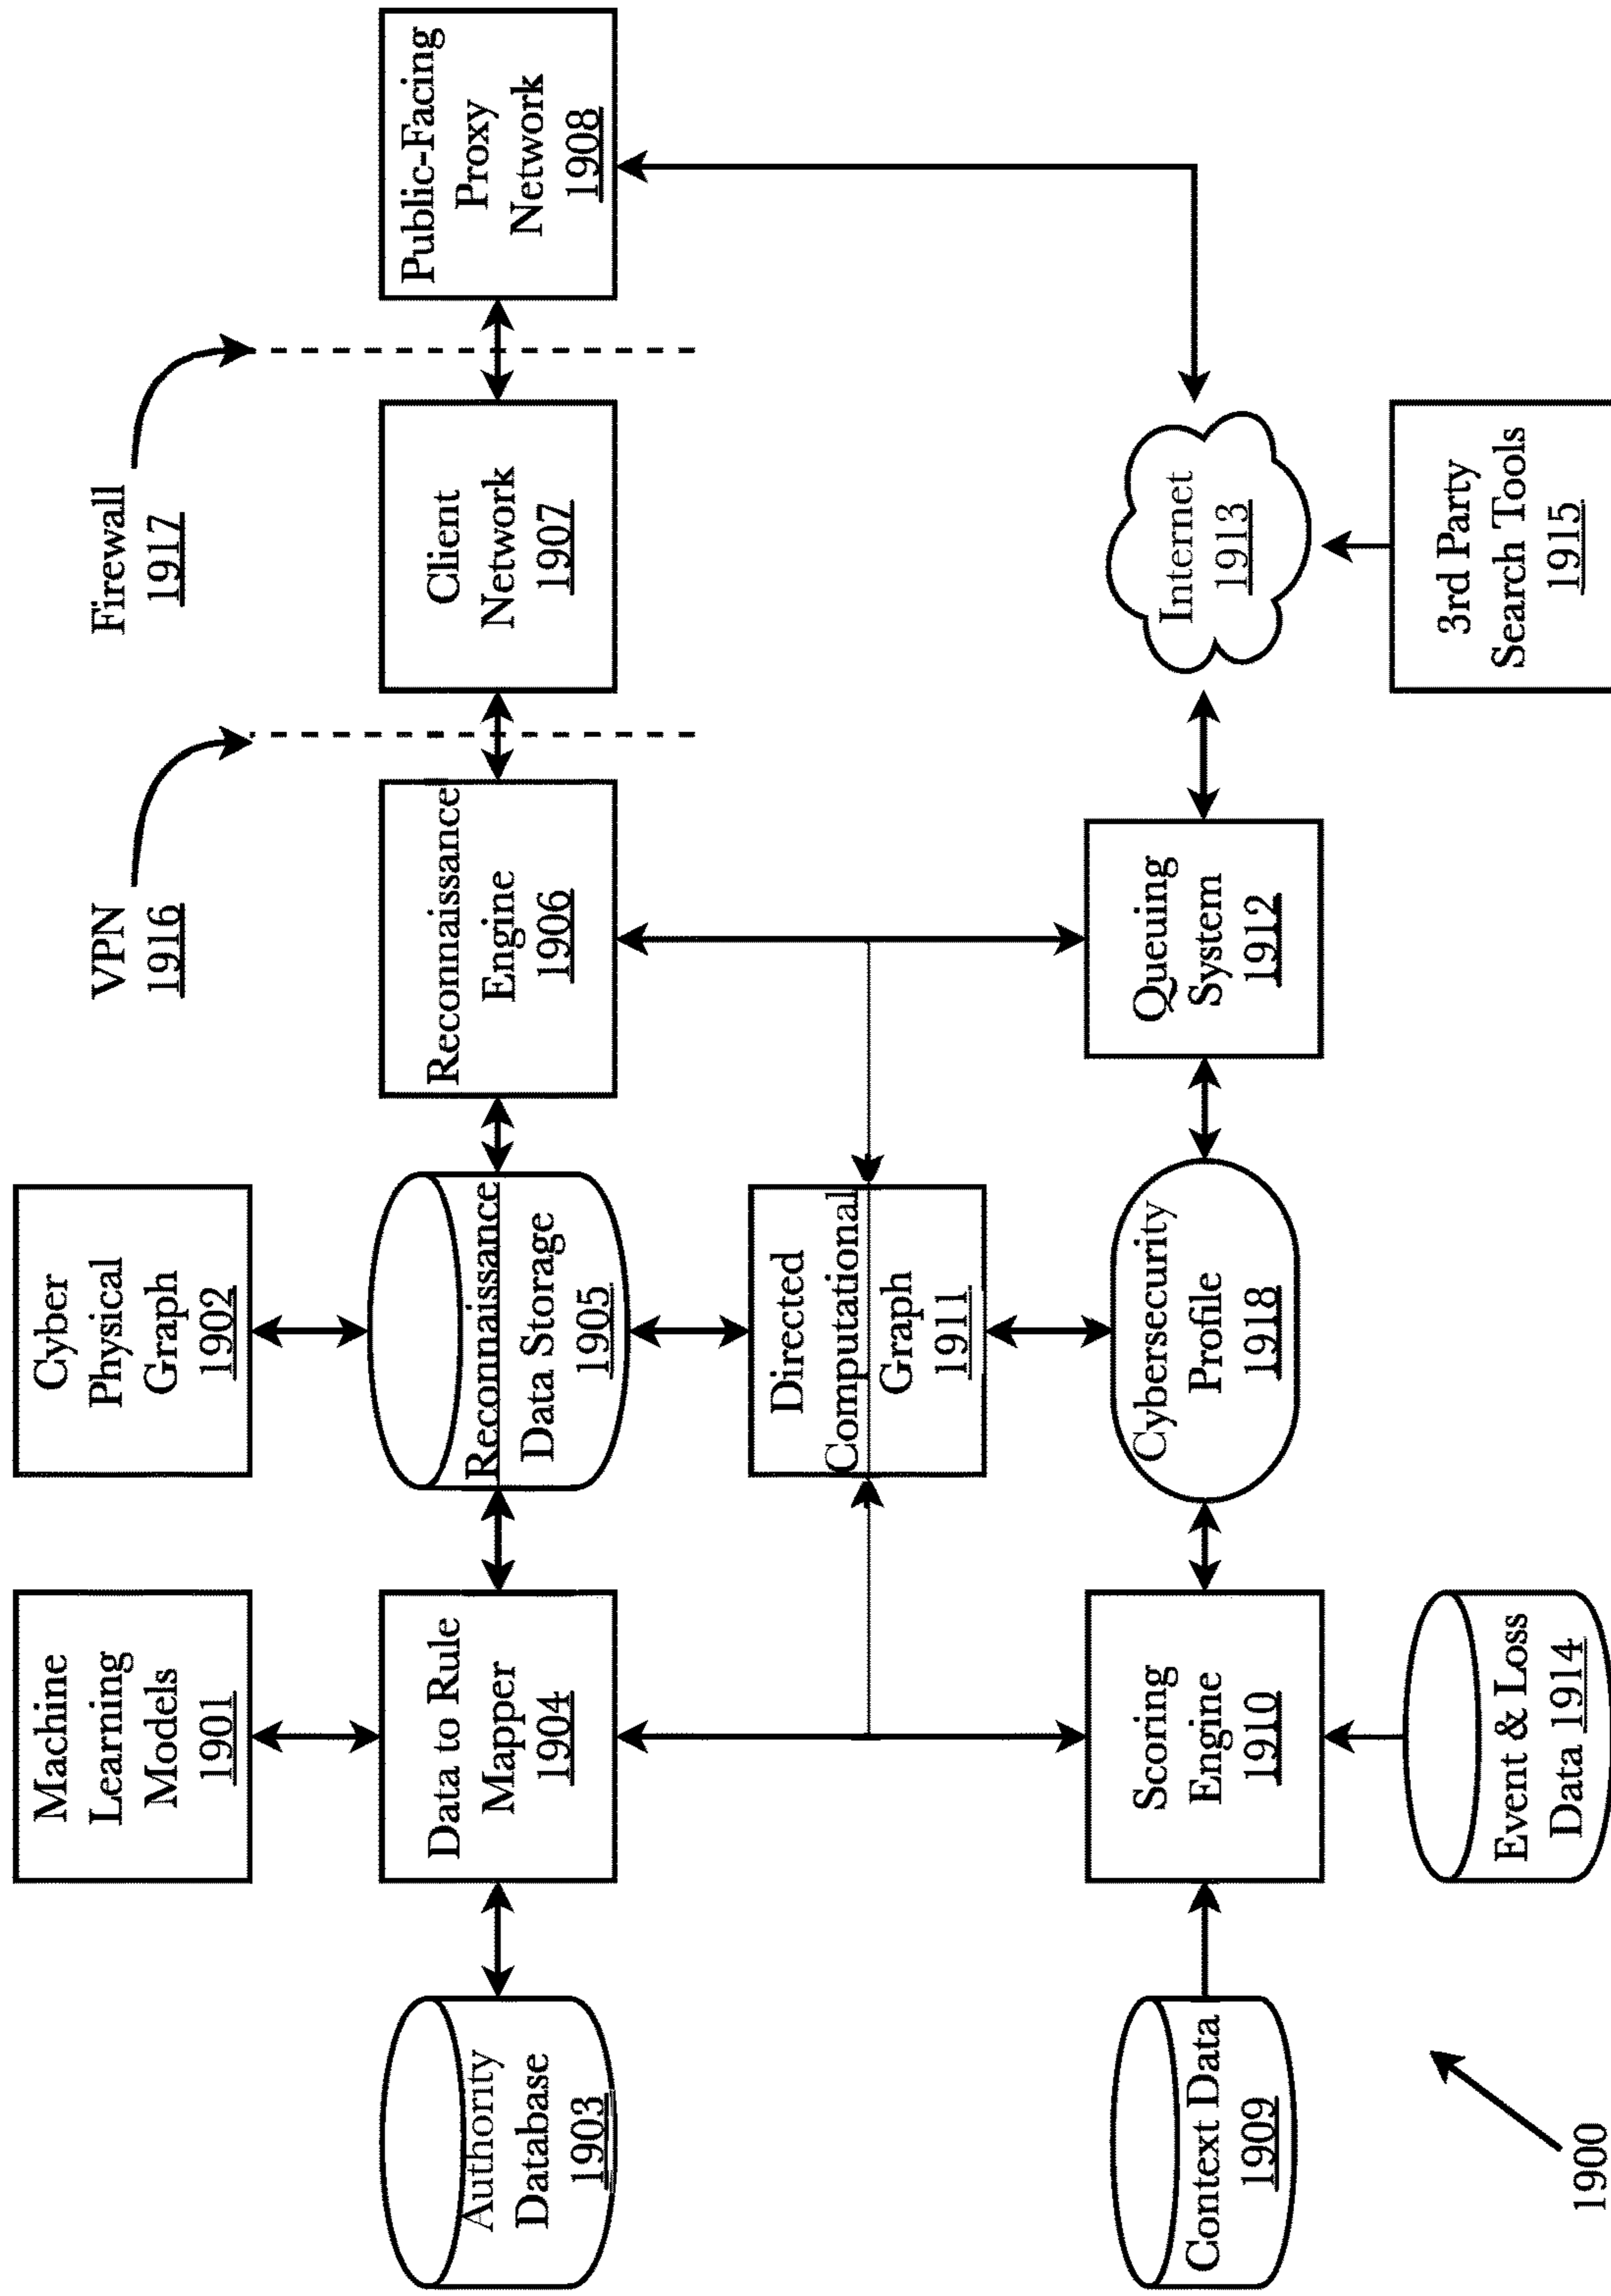 Machine
Learning
Models
1901
Cyber
Physical
Graph
1902
VPN
1916
Firewall
1917
Authority
Database
1903
Data to Rule
Mapper
1904
Reconnaissance
Data Storage
1905
Reconnaissance
Engine
1906
Client
Network
1907
Public-Facing
Proxy
Network
1908
Directed
Computational
Graph
1911
Context Data
1909
Scoring
Engine
1910
Cybersecurity
Profile
1918
Queuing
System
1912
Internet
1913
Event & Loss
Data 1914
3rd Party
Search Tools
1915
1900